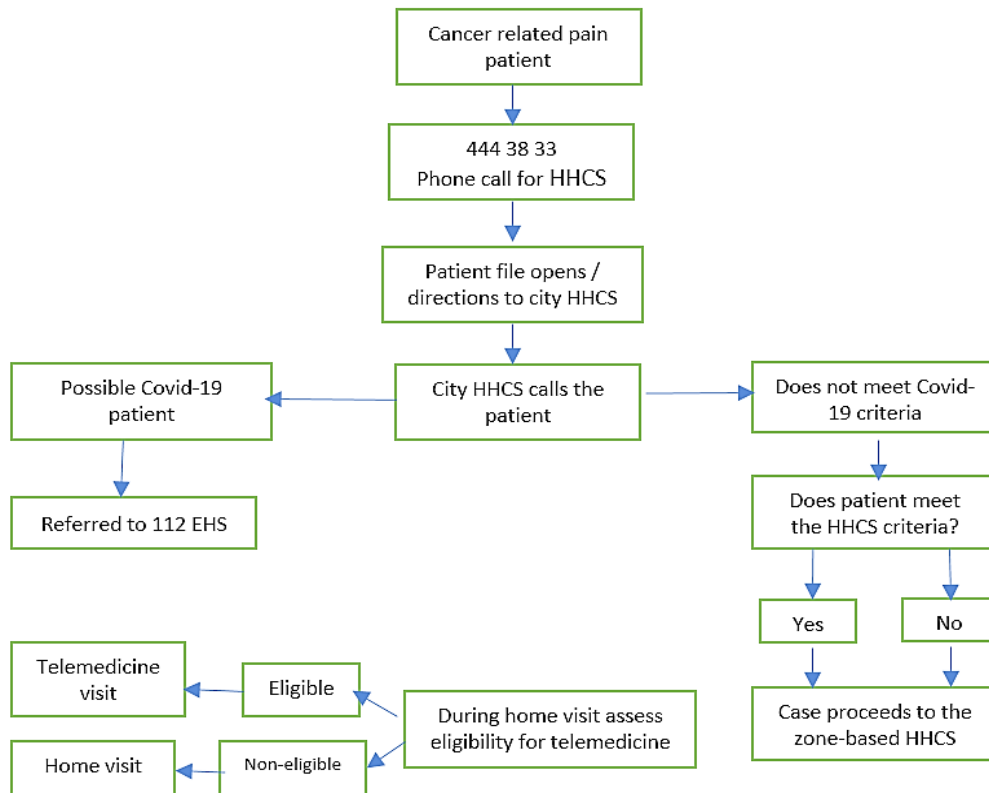 Cancer related pain
patient
444 38 33
Phone call for HHCS
Patient file opens /
directions to city HHCS
Possible Covid-19
patient
City HHCS calls the
patient
Does not meet Covid-
19 criteria
Referred to 112 EHS
Does patient meet
the HHCS criteria?
Yes
No
Telemedicine
visit
Eligible
During home visit assess
eligibility for telemedicine
Case proceeds to the
zone-based HHCS
Home visit
Non-eligible